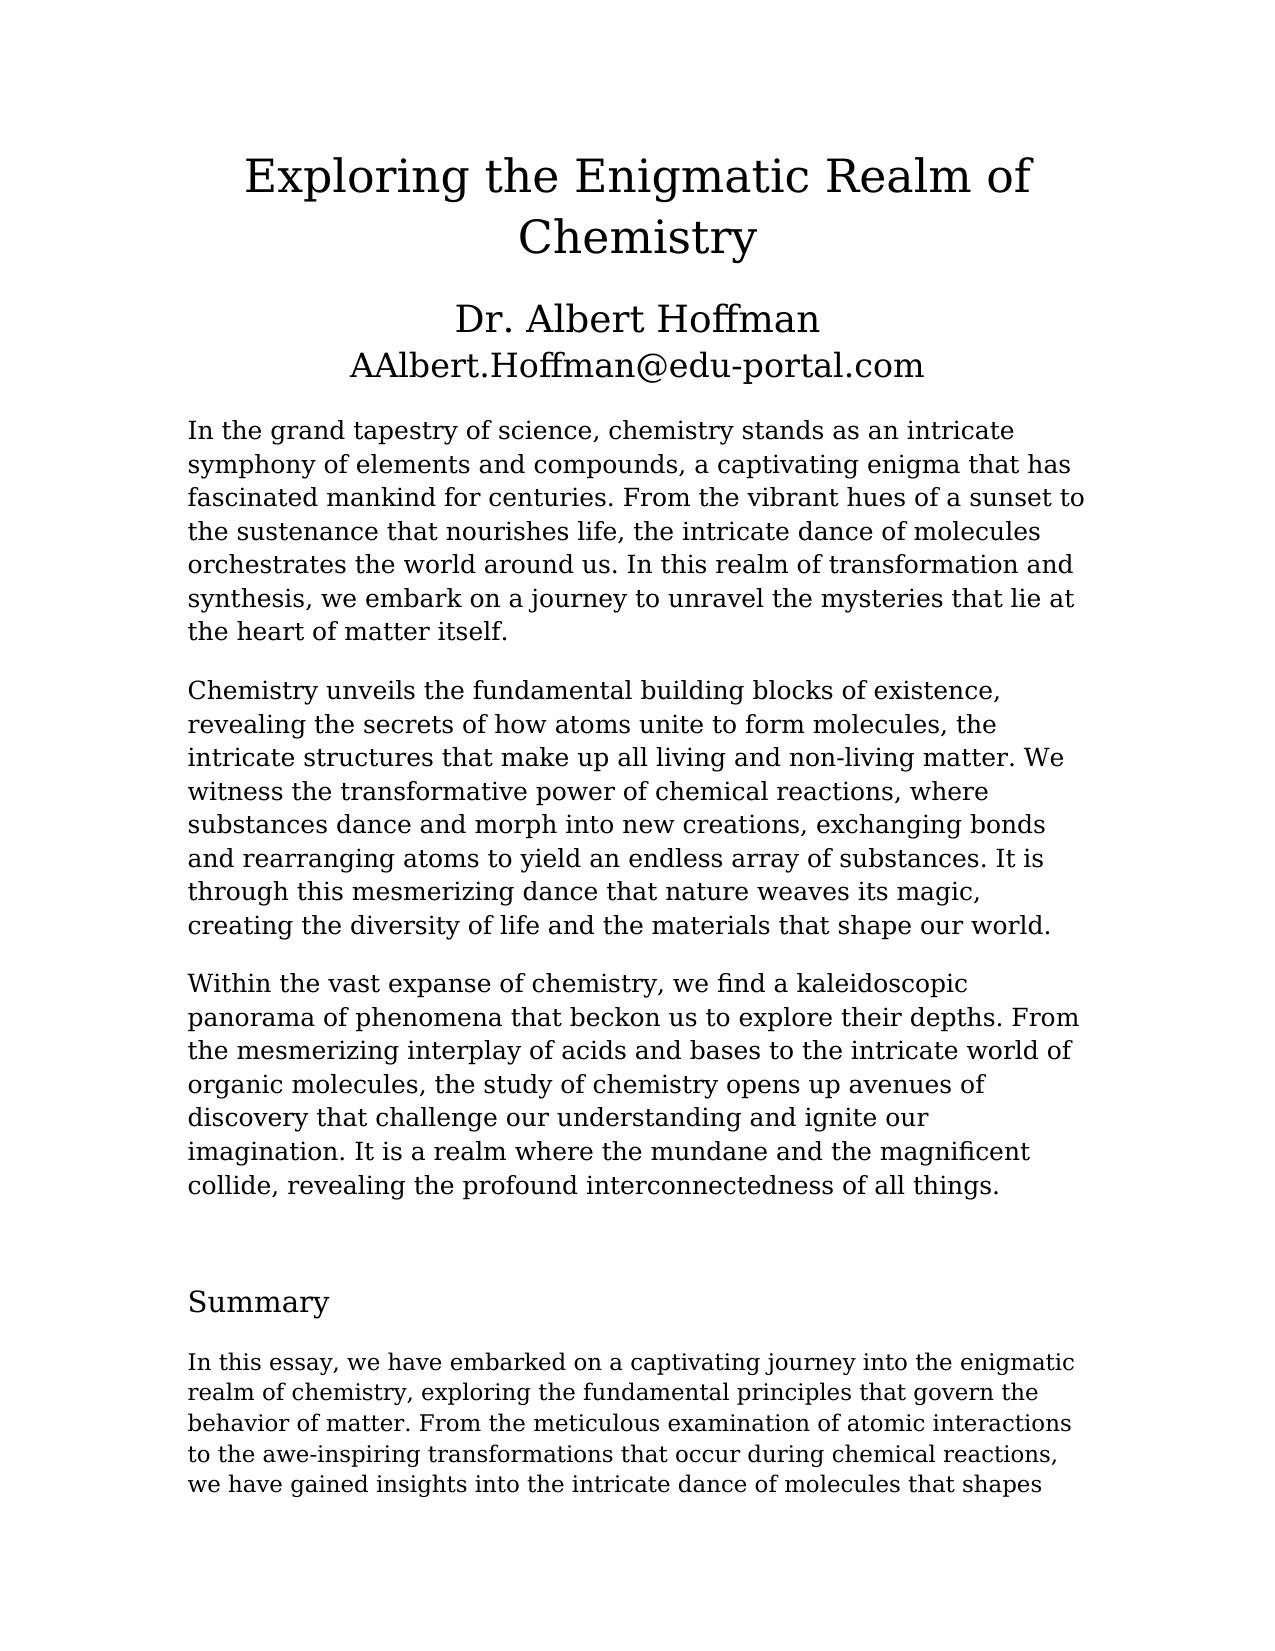 Exploring the Enigmatic Realm of
Chemistry
Dr. Albert Hoffman
AAlbert.Hoffman@edu-portal.com
In the grand tapestry of science, chemistry stands as an intricate
symphony of elements and compounds, a captivating enigma that has
fascinated mankind for centuries. From the vibrant hues of a sunset to
the sustenance that nourishes life, the intricate dance of molecules
orchestrates the world around us. In this realm of transformation and
synthesis, we embark on a journey to unravel the mysteries that lie at
the heart of matter itself.
Chemistry unveils the fundamental building blocks of existence,
revealing the secrets of how atoms unite to form molecules, the
intricate structures that make up all living and non-living matter. We
witness the transformative power of chemical reactions, where
substances dance and morph into new creations, exchanging bonds
and rearranging atoms to yield an endless array of substances. It is
through this mesmerizing dance that nature weaves its magic,
creating the diversity of life and the materials that shape our world.
Within the vast expanse of chemistry, we find a kaleidoscopic
panorama of phenomena that beckon us to explore their depths. From
the mesmerizing interplay of acids and bases to the intricate world of
organic molecules, the study of chemistry opens up avenues of
discovery that challenge our understanding and ignite our
imagination. It is a realm where the mundane and the magnificent
collide, revealing the profound interconnectedness of all things.
Summary
In this essay, we have embarked on a captivating journey into the enigmatic
realm of chemistry, exploring the fundamental principles that govern the
behavior of matter. From the meticulous examination of atomic interactions
to the awe-inspiring transformations that occur during chemical reactions,
we have gained insights into the intricate dance of molecules that shapes